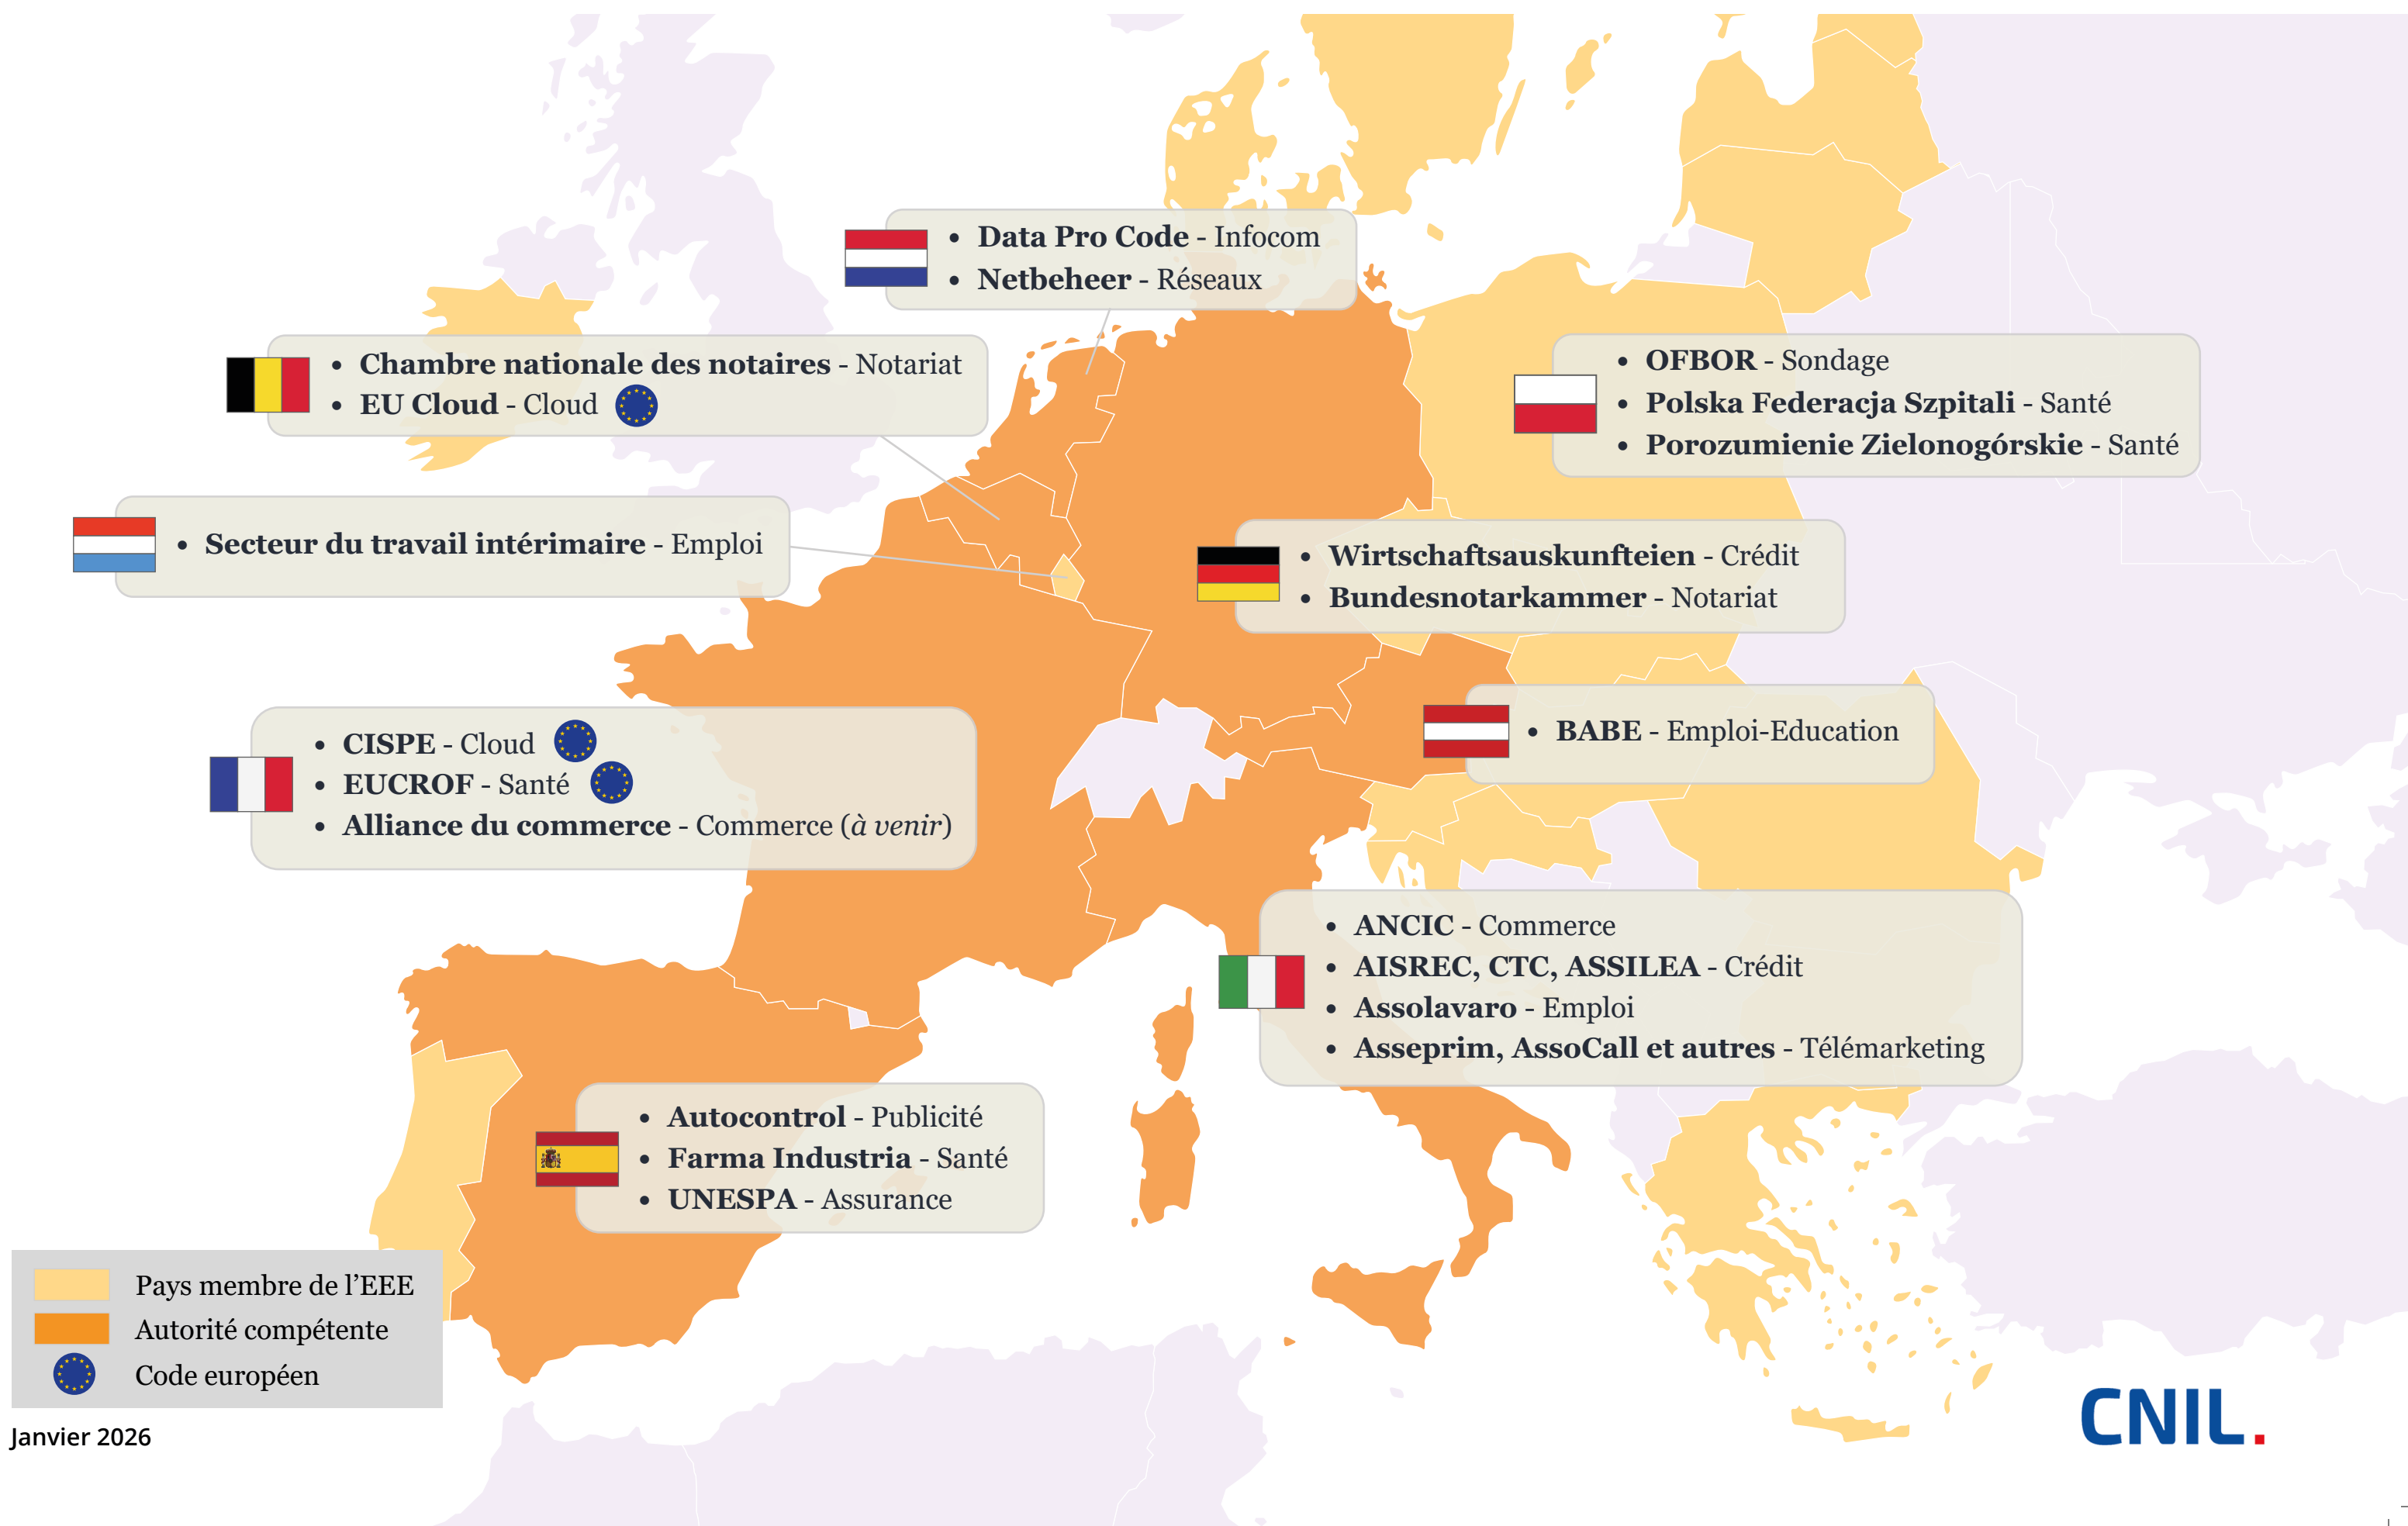 • Data Pro Code - Infocom
• Netbeheer - Réseaux
• Chambre nationale des notaires - Notariat
• EU Cloud - Cloud
• OFBOR - Sondage
• Polska Federacja Szpitali - Santé
• Porozumienie Zielonogórskie - Santé
• Secteur du travail intérimaire - Emploi
• Wirtschaftsauskunfteien - Crédit
• Bundesnotarkammer - Notariat
• CISPE - Cloud
• EUCROF - Santé
• Alliance du commerce - Commerce (à venir)
• BABE - Emploi-Education
• ANCIC - Commerce
• AISREC, CTC, ASSILEA - Crédit
• Assolavaro - Emploi
• Asseprim, AssoCall et autres - Télémarketing
• Autocontrol - Publicité
• Farma Industria - Santé
• UNESPA - Assurance
Pays membre de l’EEE
Autorité compétente
Code européen
Janvier 2026
CNIL.